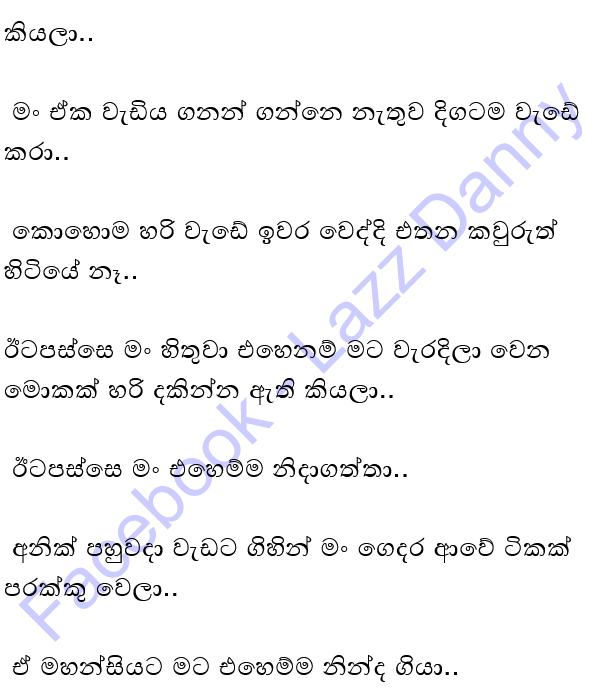 කියලා..
මං ඒක වැඩිය ගනන් ගන්නෙ නැතුව දිගටම වැඩේ
කරා..
කොහොම හරි වැඩේ ඉවර වෙද්දි එතන කවුරුත්
හිටියේ නෑ..
ඊටපස්සෙ මං හිතුවා එහෙනම් මට වැරදිලා වෙන
මොකක් හරි දකින්න ඇති කියලා..
ඊටපස්සෙ මං එහෙම්ම නිදාගත්තා..
අනික් පහුවදා වැඩට ගිහින් මං ගෙදර ආවේ ටිකක්
පරක්කු වෙලා..
ඒ මහන්සියට මට එහෙම්ම නින්ද ගියා..
Facebook - Lazz Danny